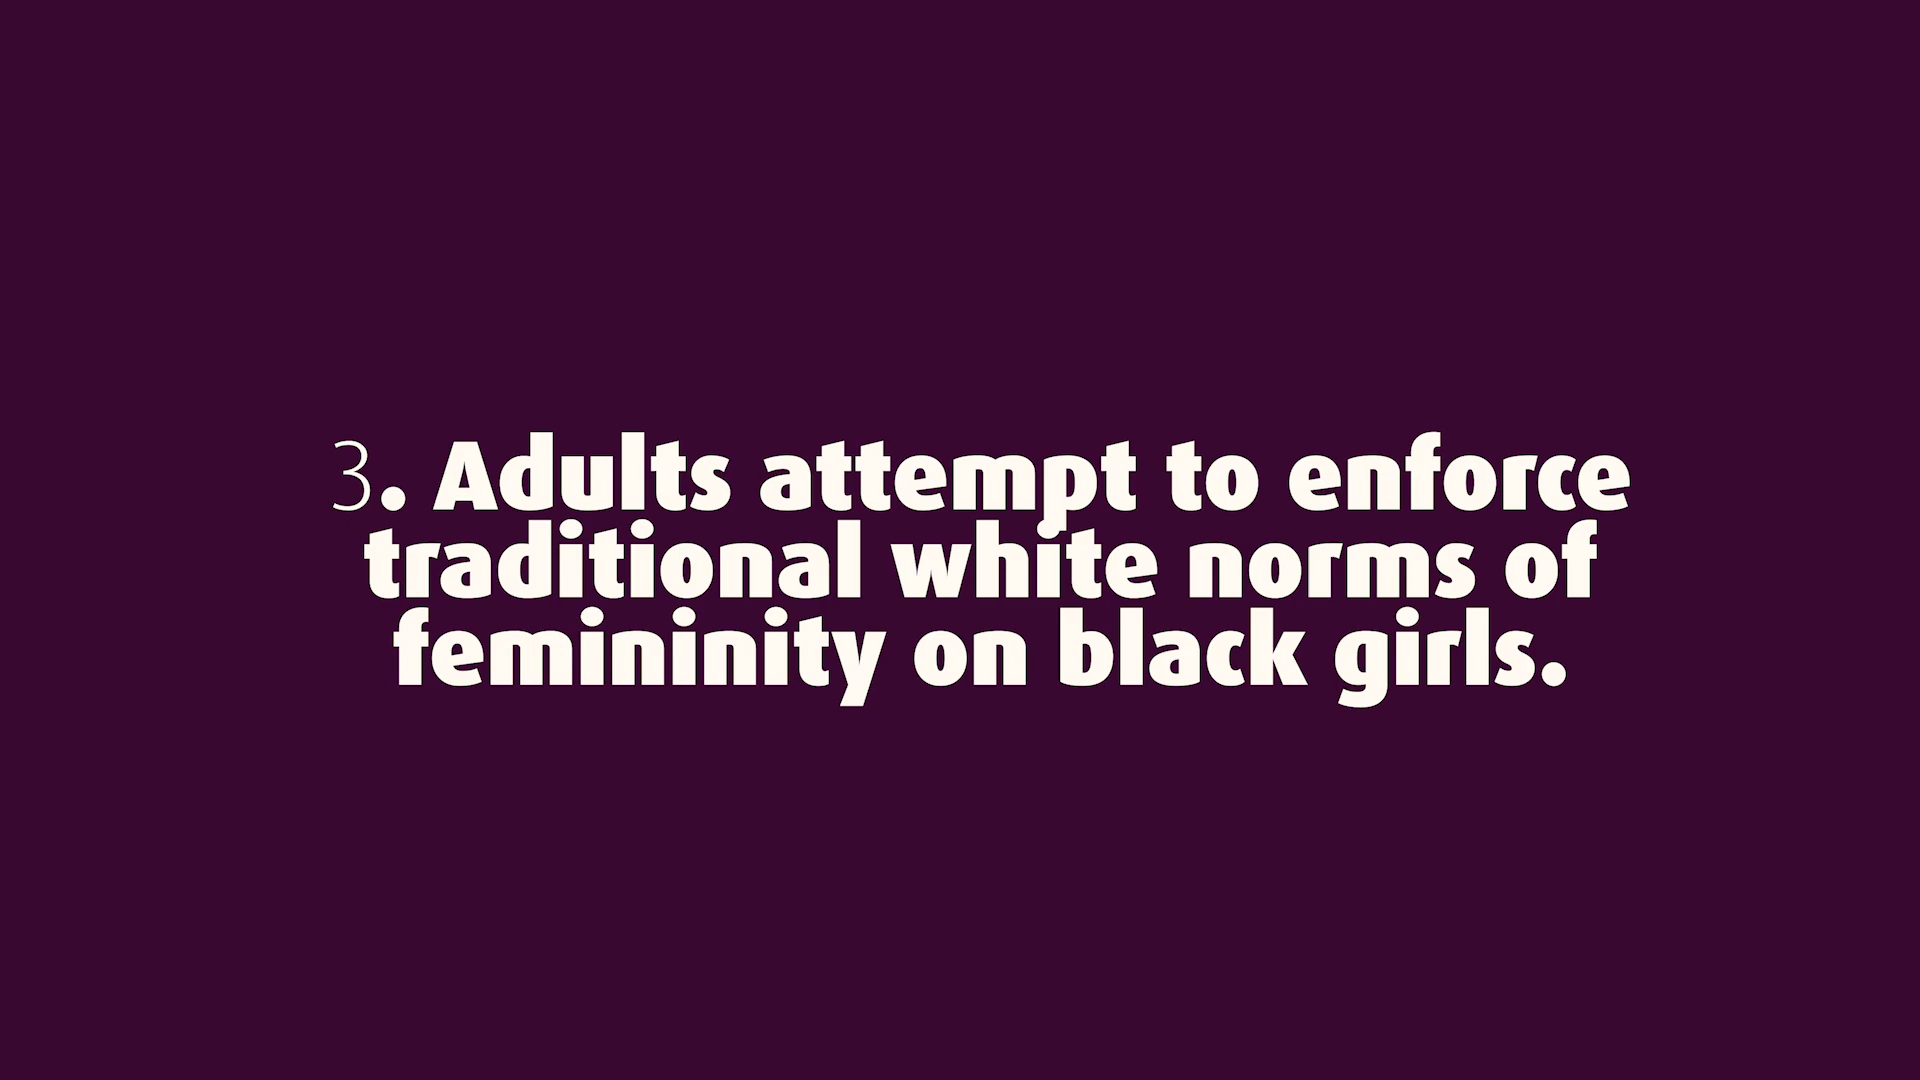 3. Adults attempt to enforce
traditional white norms of
femininity on black girls.